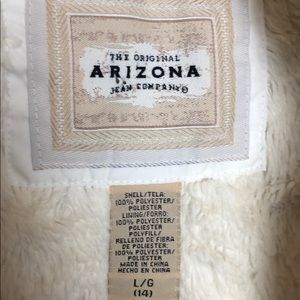 THE ORIGINAL
ARIZONA
JEAN COMPANY®
SHELL/TELA:
100% POLYESTER/
POLIESTER
LINING/FORRO:
100% POLYESTER/
POLIESTER
POLYFILL/
RELLENO DE FIBRA
DE POLIESTER:
100% POLYESTER/
POLIESTER
MADE IN CHINA
HECHO EN CHINA
L/G
(14)